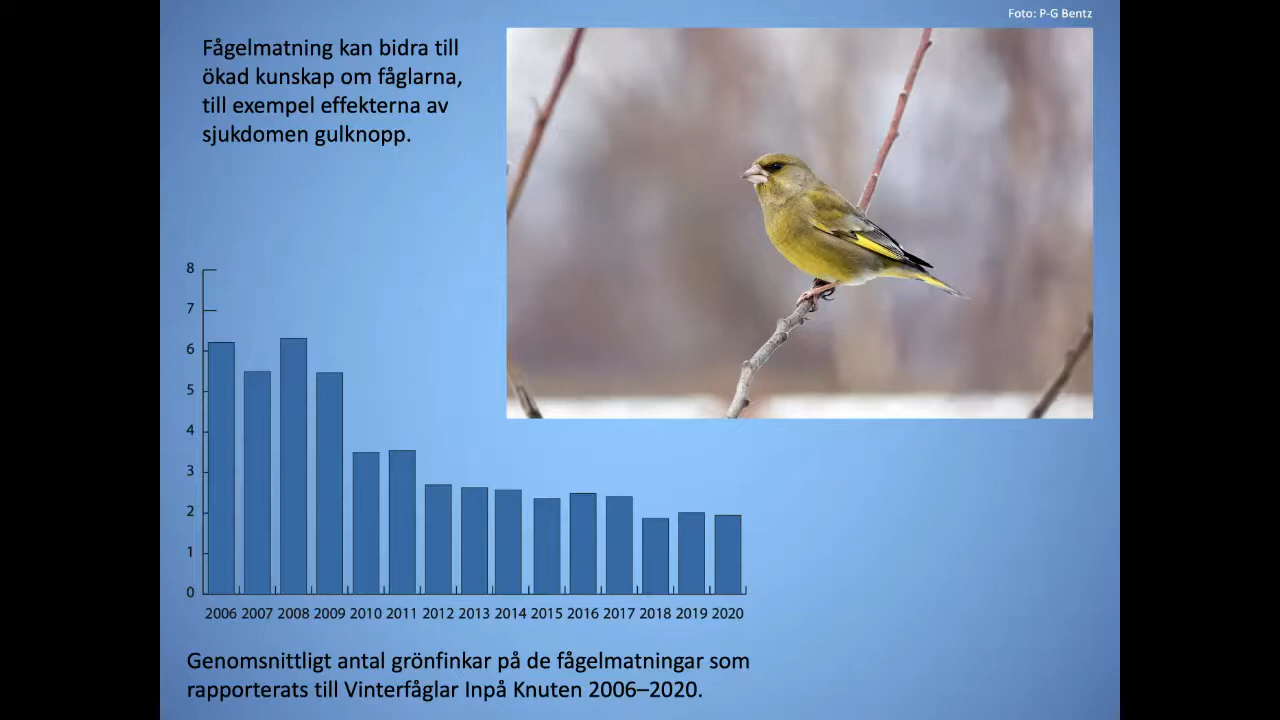 Foto: P-G Bentz
Fågelmatning kan bidra till
ökad kunskap om fåglarna,
till exempel effekterna av
sjukdomen gulknopp.
8
7
6
5
4
3
2
1
0
2006 2007 2008 2009 2010 2011 2012 2013 2014 2015 2016 2017 2018 2019 2020
Genomsnittligt antal grönfinkar på de fågelmatningar som
rapporterats till Vinterfåglar Inpå Knuten 2006–2020.